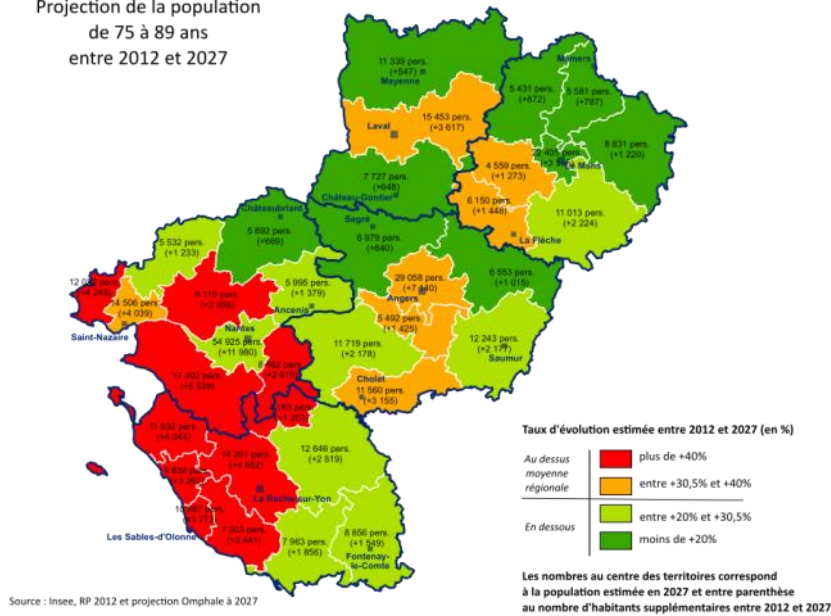 Projection de la population
de 75 à 89 ans
entre 2012 et 2027
11 339 pers.
(+547)
Mayenne
Mamers
5 431 pers.
(+872)
5 581 pers.
(+787)
15 453 pers.
(+3 617)
Laval
8 831 pers.
(+1 220)
Le Mans
4 559 pers.
(+1 273)
7 727 pers.
(+648)
Château-Gontier
6 150 pers.
(+1 448)
11 013 pers.
(+2 224)
La Flèche
Châteaubriant
5 892 pers.
(+669)
Segré
6 979 pers.
(+840)
5 532 pers.
(+1 233)
6 553 pers.
(+1 015)
29 058 pers.
(+7 440)
Angers
5 995 pers.
(+1 379)
Ancenis
14 506 pers.
(+4 039)
Saint-Nazaire
5 492 pers.
(+1 425)
Nantes
54 925 pers.
(+11 980)
11 719 pers.
(+2 178)
12 243 pers.
Saumur
Cholet
11 560 pers.
(+3 155)
12 646 pers.
(+2 519)
La Roche-sur-Yon
Les Sables-d'Olonne
7 963 pers.
(+1 856)
8 856 pers.
(+1 549)
Fontenay-
le-Comte
Taux d'évolution estimée entre 2012 et 2027 (en %)
Au dessus
moyenne
régionale
plus de +40%
entre +30,5% et +40%
En dessous
entre +20% et +30,5%
moins de +20%
Les nombres au centre des territoires correspond
à la population estimée en 2027 et entre parenthèse
au nombre d'habitants supplémentaires entre 2012 et 2027
Source : Insee, RP 2012 et projection Omphale à 2027